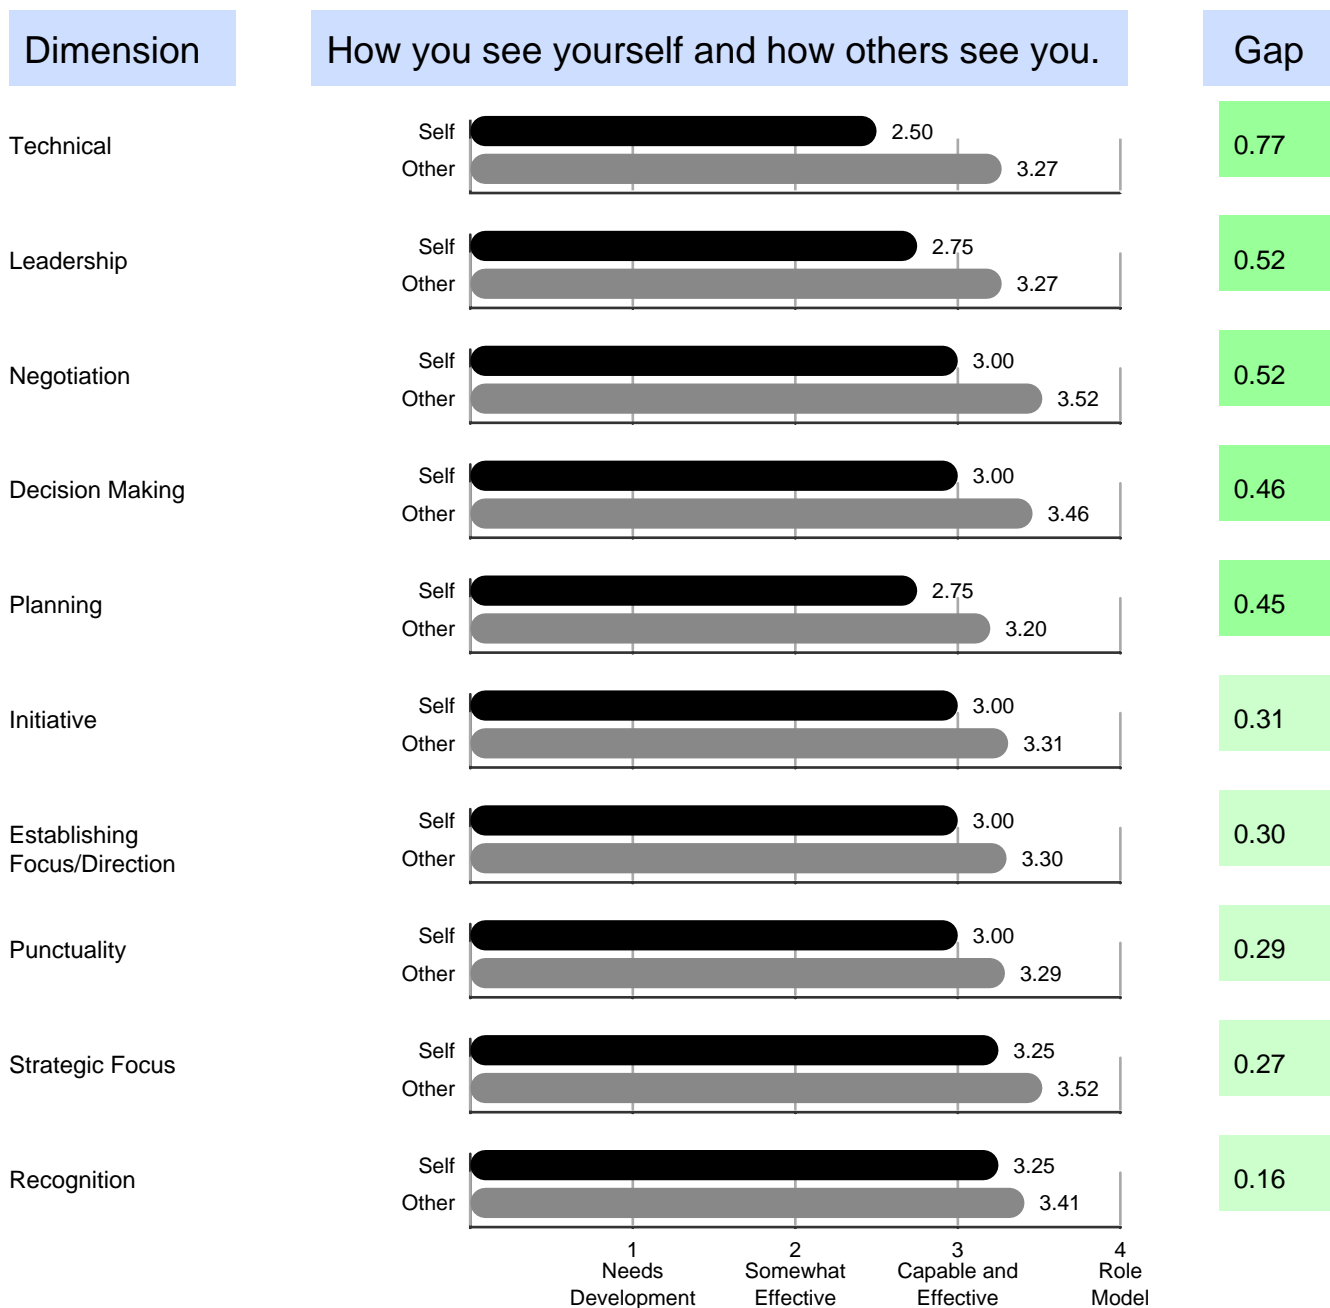 Dimension How you see yourself and how others see you. Gap
Technical
Self 2.50
Other 3.27
0.77
Leadership
Self 2.75
Other 3.27
0.52
Negotiation
Self 3.00
Other 3.52
0.52
Decision Making
Self 3.00
Other 3.46
0.46
Planning
Self 2.75
Other 3.20
0.45
Initiative
Self 3.00
Other 3.31
0.31
Establishing
Focus/Direction
Self 3.00
Other 3.30
0.30
Punctuality
Self 3.00
Other 3.29
0.29
Strategic Focus
Self 3.25
Other 3.52
0.27
Recognition
Self 3.25
Other 3.41
0.16
1 2 3 4
Needs Somewhat Capable and Role
Development Effective Effective Model